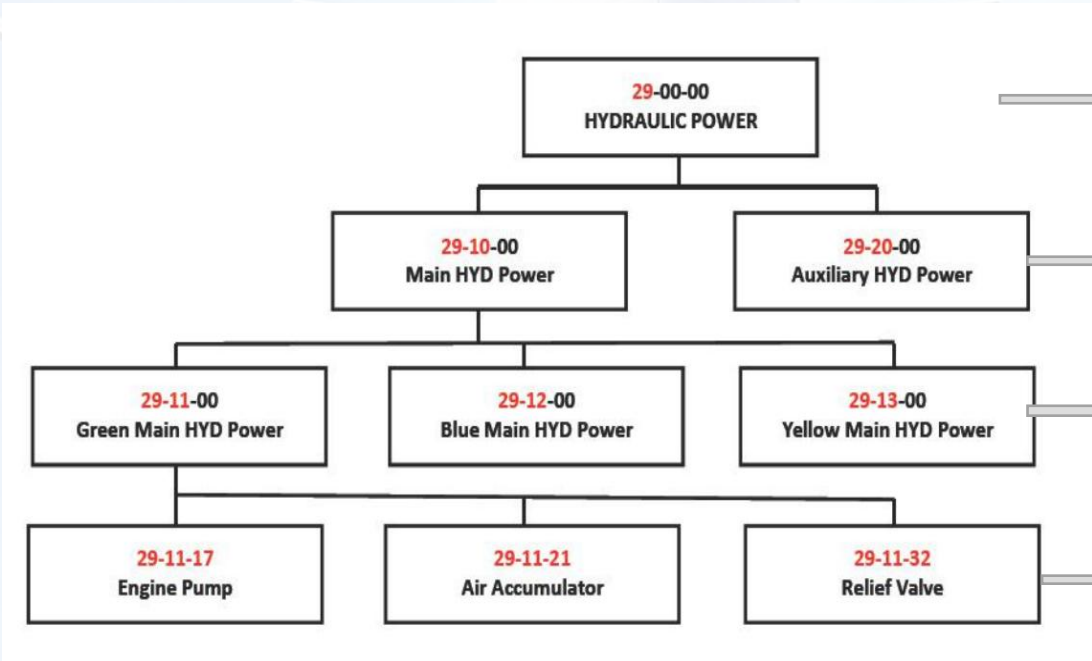 29-00-00
HYDRAULIC POWER
29-10-00
Main HYD Power
29-20-00
Auxiliary HYD Power
29-11-00
Green Main HYD Power
29-12-00
Blue Main HYD Power
29-13-00
Yellow Main HYD Power
29-11-17
Engine Pump
29-11-21
Air Accumulator
29-11-32
Relief Valve